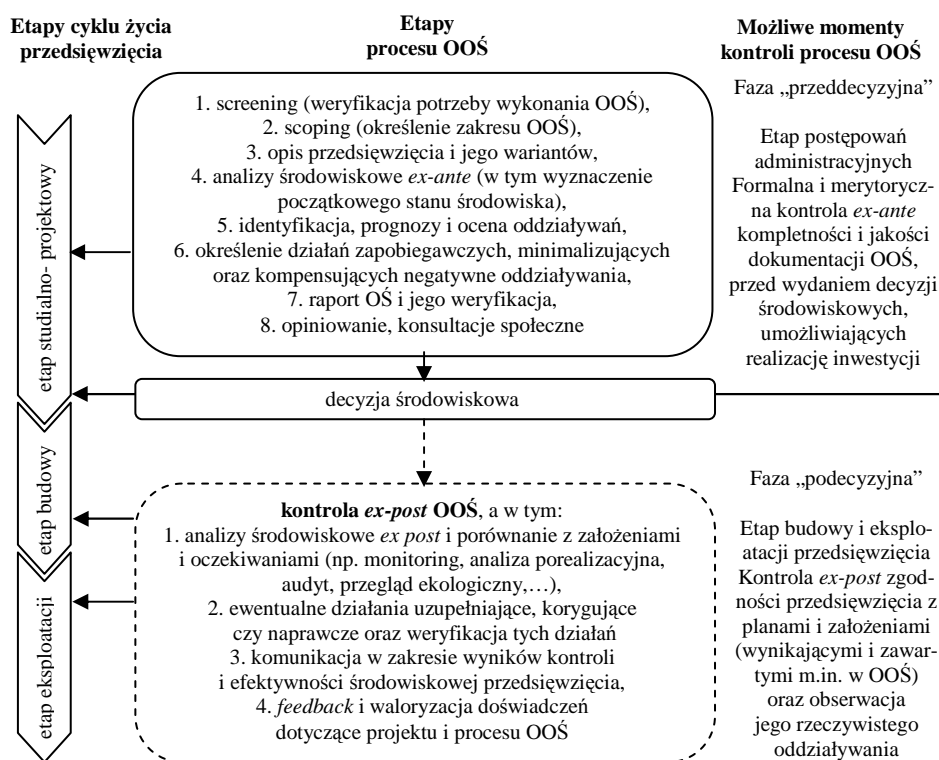 Etapy cyklu życia
przedsięwzięcia
etap studialno- projektowy
etap budowy
etap eksploatacji
Etapy
procesu OOŚ
1. screening (weryfikacja potrzeby wykonania OOŚ),
2. scoping (określenie zakresu OOŚ),
3. opis przedsięwzięcia i jego wariantów,
4. analizy środowiskowe ex-ante (w tym wyznaczenie
początkowego stanu środowiska),
5. identyfikacja, prognozy i ocena oddziaływań,
6. określenie działań zapobiegawczych, minimalizujących
oraz kompensujących negatywne oddziaływania,
7. raport OŚ i jego weryfikacja,
8. opiniowanie, konsultacje społeczne
decyzja środowiskowa
kontrola ex-post OOŚ, a w tym:
1. analizy środowiskowe ex post i porównanie z założeniami
i oczekiwaniami (np. monitoring, analiza porealizacyjna,
audyt, przegląd ekologiczny,…),
2. ewentualne działania uzupełniające, korygujące
czy naprawcze oraz weryfikacja tych działań
3. komunikacja w zakresie wyników kontroli
i efektywności środowiskowej przedsięwzięcia,
4. feedback i waloryzacja doświadczeń
dotyczące projektu i procesu OOŚ
Możliwe momenty
kontroli procesu OOŚ
Faza „przeddecyzyjna”
Etap postępowań
administracyjnych
Formalna i merytorycz-
na kontrola ex-ante
kompletności i jakości
dokumentacji OOŚ,
przed wydaniem decyzji
środowiskowych,
umożliwiających
realizację inwestycji
Faza „podecyzyjna”
Etap budowy i eksplo-
atacji przedsięwzięcia
Kontrola ex-post zgod-
ności przedsięwzięcia z
planami i założeniami
(wynikającymi i zawar-
tymi m.in. w OOŚ)
oraz obserwacja
jego rzeczywistego
oddziaływania